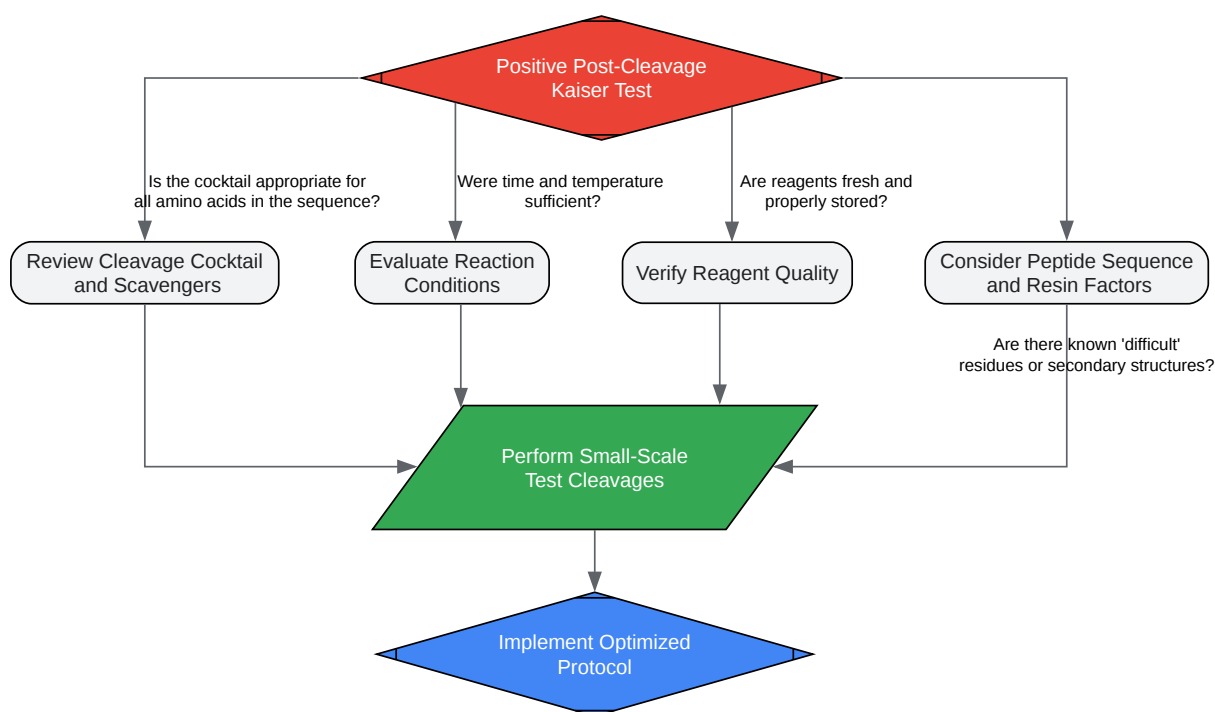 Positive Post-Cleavage
Kaiser Test
Is the cocktail appropriate for
all amino acids in the sequence?
Were time and temperature
sufficient?
Are reagents fresh and
properly stored?
Review Cleavage Cocktail
and Scavengers
Evaluate Reaction
Conditions
Verify Reagent Quality
Consider Peptide Sequence
and Resin Factors
Are there known 'difficult'
residues or secondary structures?
Perform Small-Scale
Test Cleavages
Implement Optimized
Protocol